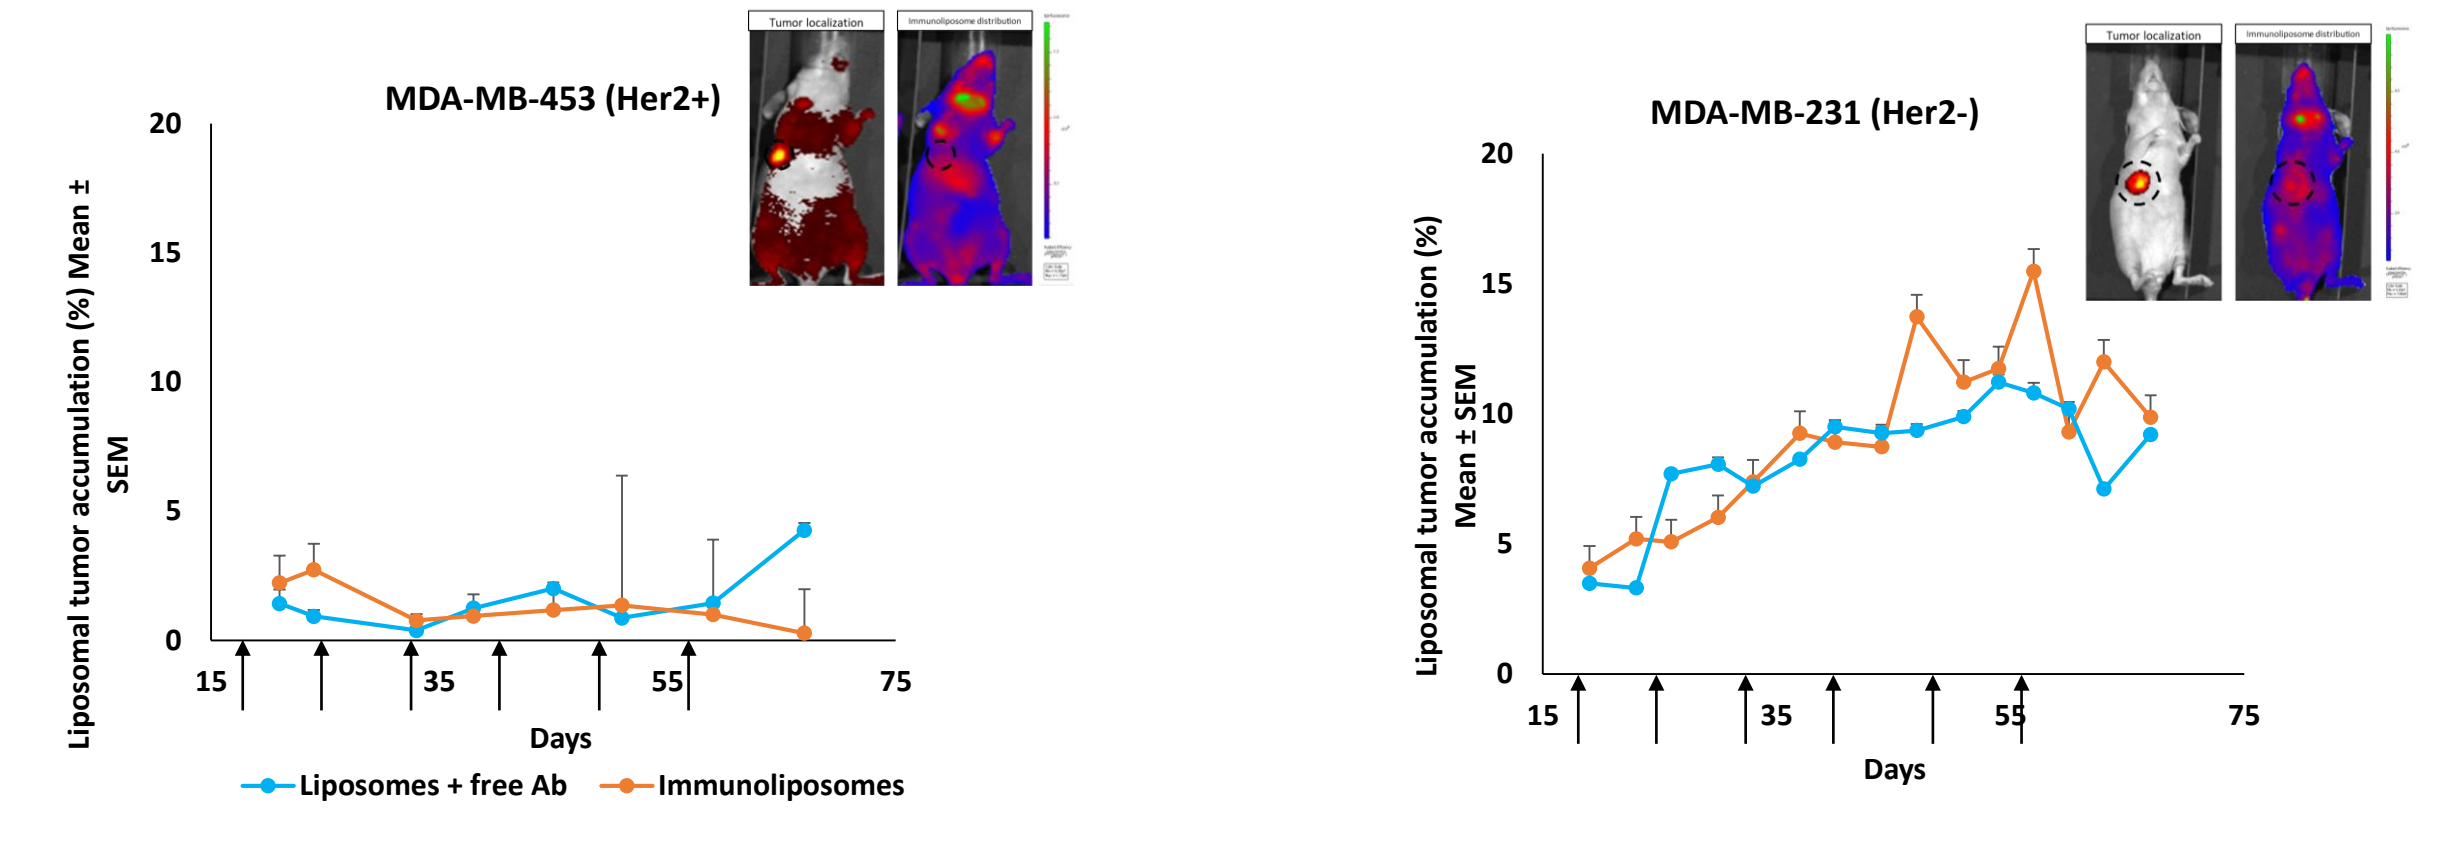 Tumor localization
Immunoliposome distribution
MDA-MB-453 (Her2+)
20
15
10
5
0
Liposomal tumor accumulation (%) Mean ±
SEM
15
35
55
75
Days
Liposomes + free Ab
Immunoliposomes
Tumor localization
Immunoliposome distribution
MDA-MB-231 (Her2-)
20
15
10
5
0
Liposomal tumor accumulation (%)
Mean ± SEM
15
35
55
75
Days